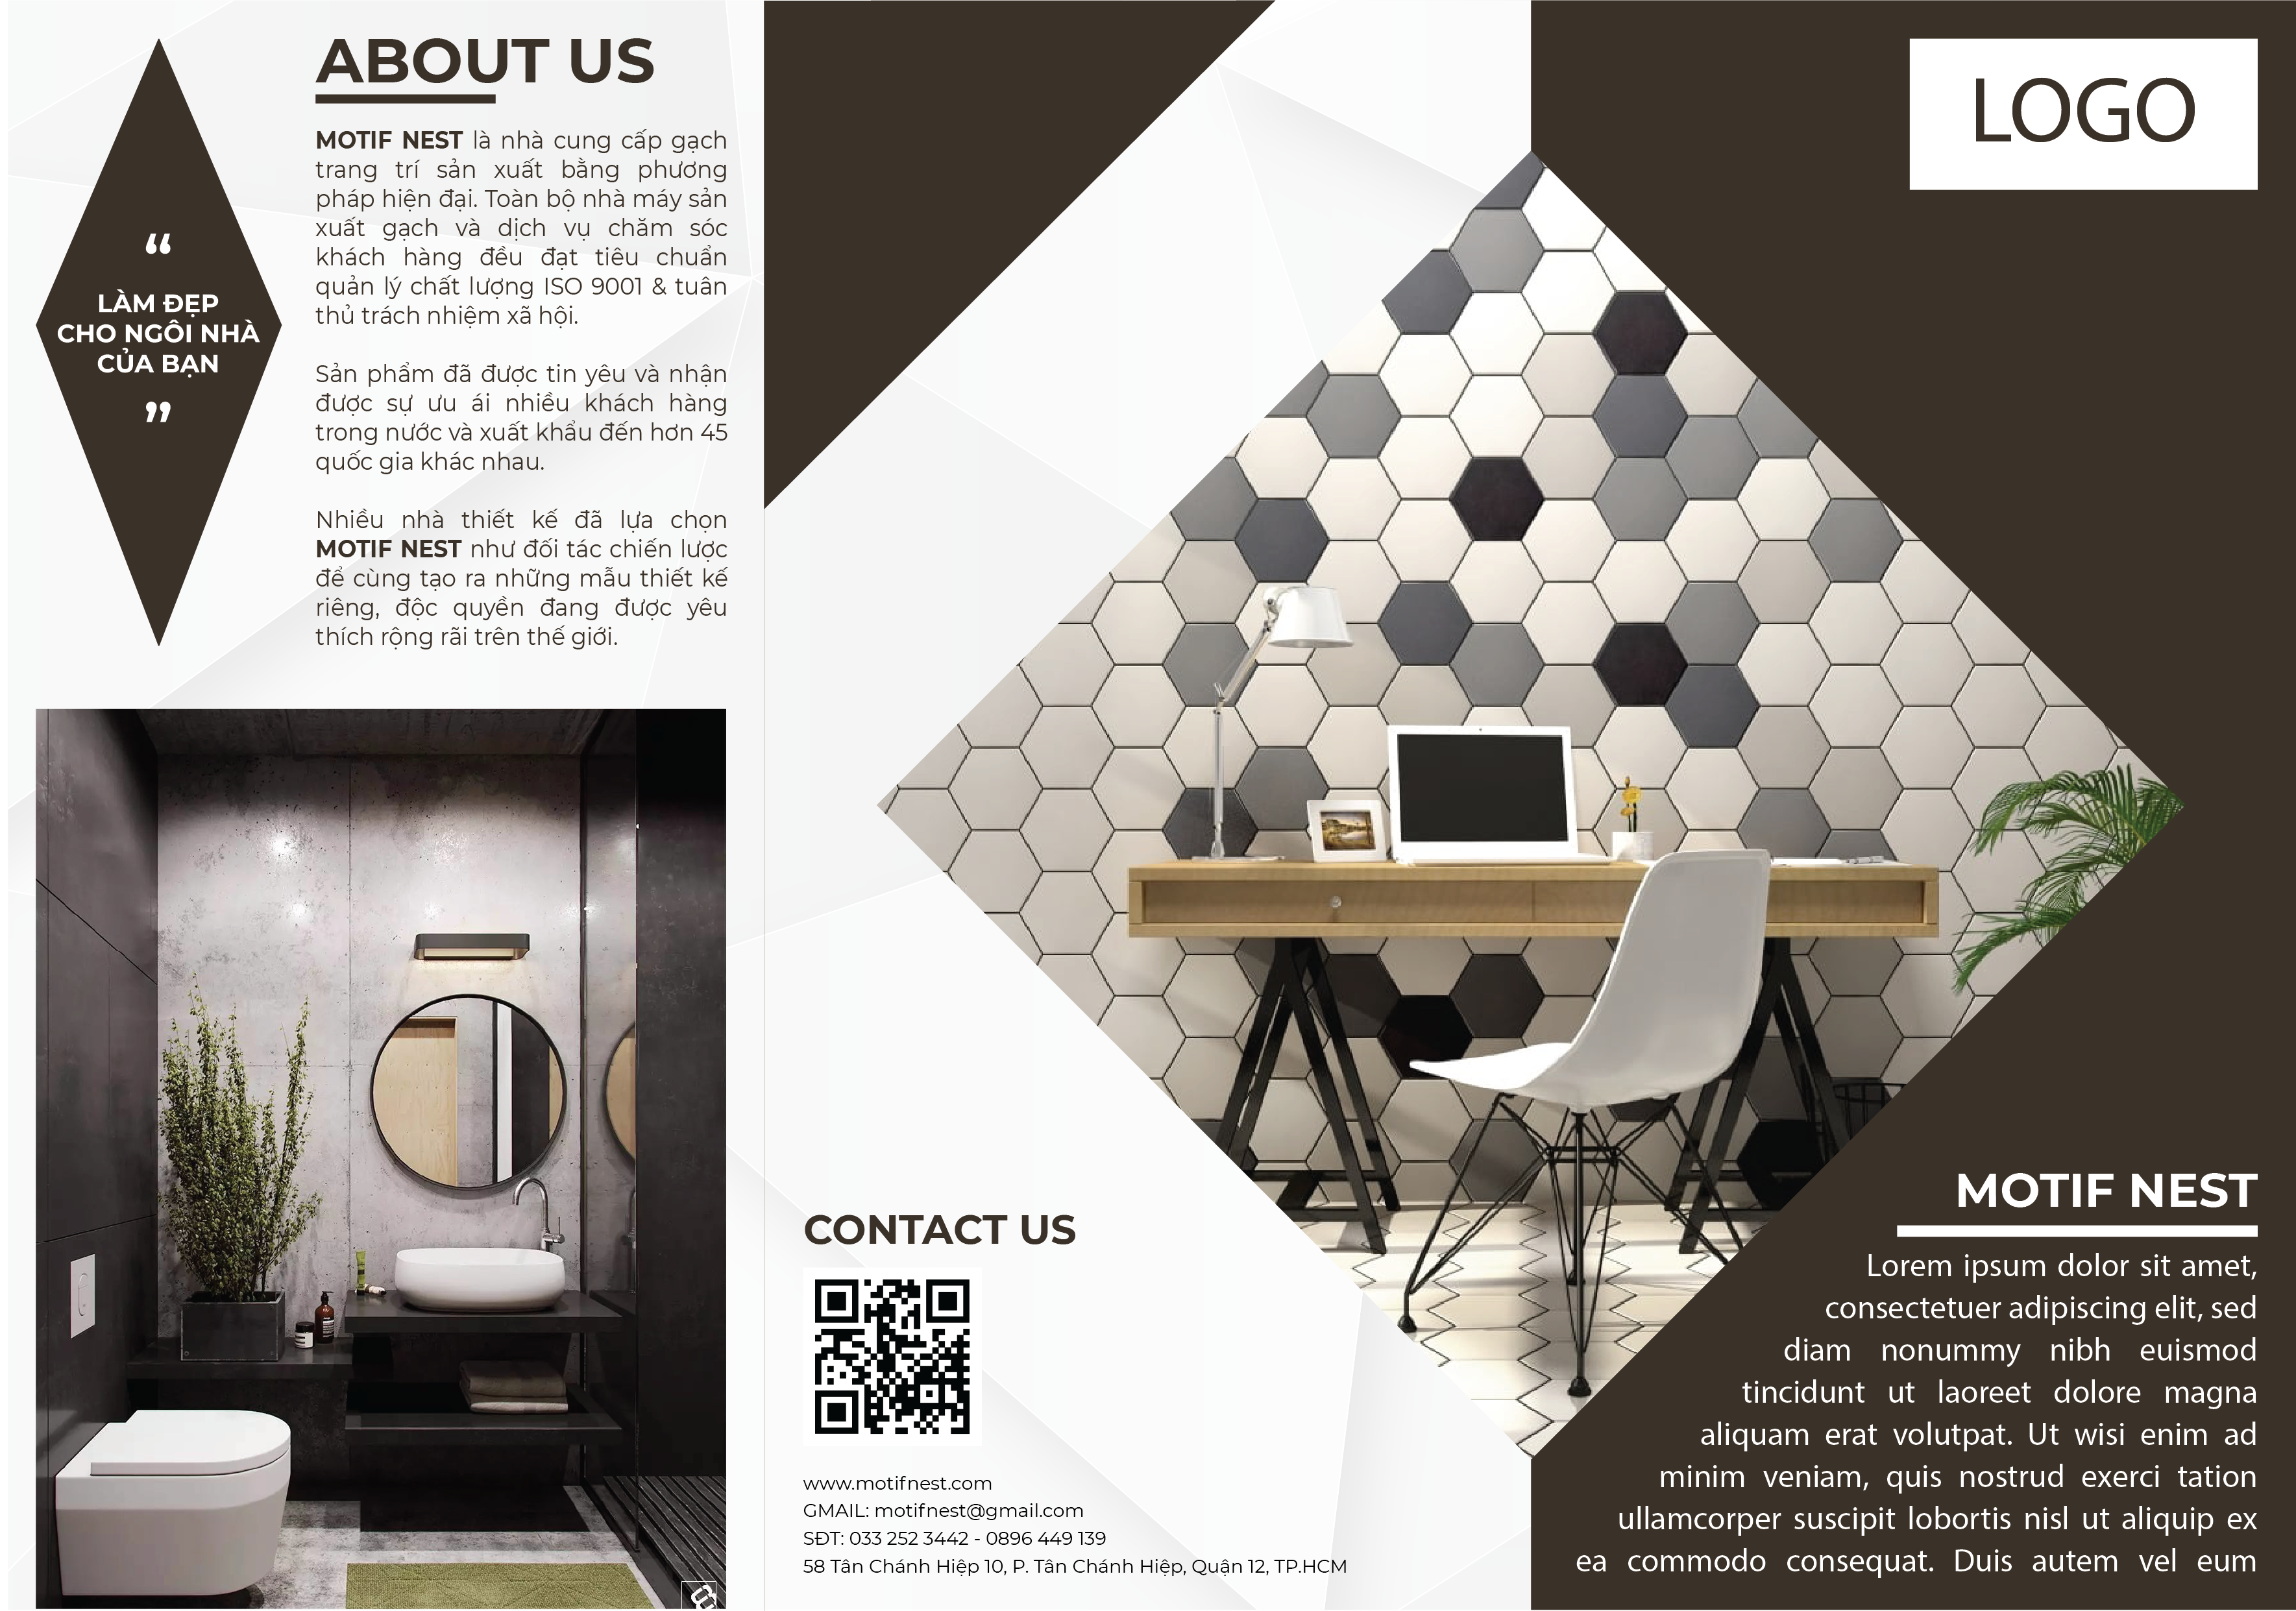 ABOUT US
“
LÀM ĐẸP
CHO NGÔI NHÀ
CỦA BẠN
”
MOTIF NEST là nhà cung cấp gạch
trang trí sản xuất bằng phương
pháp hiện đại. Toàn bộ nhà máy sản
xuất gạch và dịch vụ chăm sóc
khách hàng đều đạt tiêu chuẩn
quản lý chất lượng ISO 9001 & tuân
thủ trách nhiệm xã hội.
Sản phẩm đã được tin yêu và nhận
được sự ưu ái nhiều khách hàng
trong nước và xuất khẩu đến hơn 45
quốc gia khác nhau.
Nhiều nhà thiết kế đã lựa chọn
MOTIF NEST như đối tác chiến lược
để cùng tạo ra những mẫu thiết kế
riêng, độc quyền đang được yêu
thích rộng rãi trên thế giới.
CONTACT US
www.motifnest.com
GMAIL: motifnest@gmail.com
SĐT: 033 252 3442 - 0896 449 139
58 Tân Chánh Hiệp 10, P. Tân Chánh Hiệp, Quận 12, TP.HCM
LOGO
MOTIF NEST
Lorem ipsum dolor sit amet,
consectetuer adipiscing elit, sed
diam nonummy nibh euismod
tincidunt ut laoreet dolore magna
aliquam erat volutpat. Ut wisi enim ad
minim veniam, quis nostrud exerci tation
ullamcorper suscipit lobortis nisl ut aliquip ex
ea commodo consequat. Duis autem vel eum